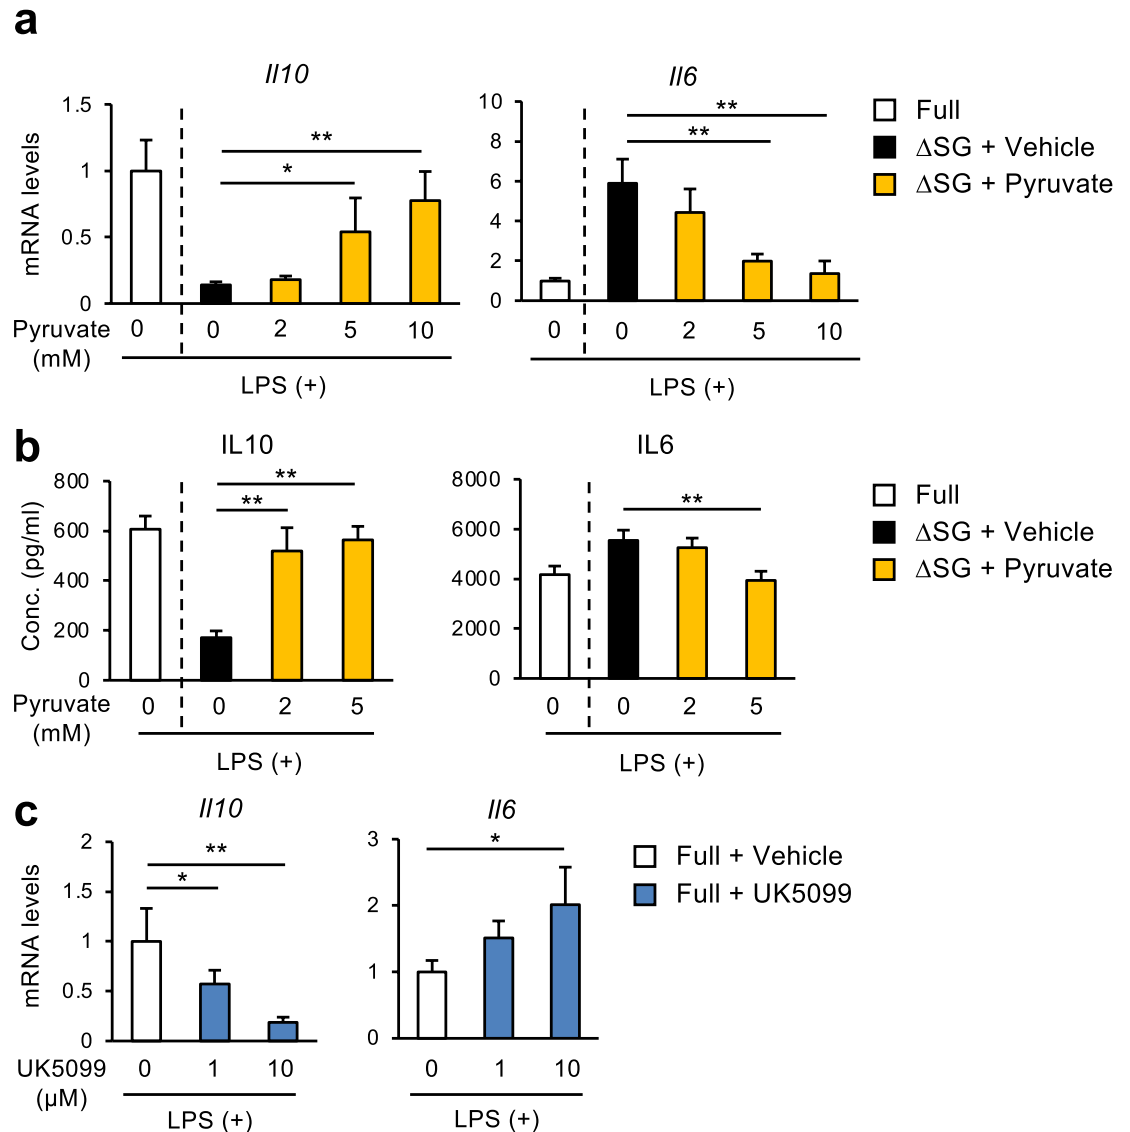 a
Il10
Il6
mRNA levels
1.5
1
0.5
0
**
*
10
8
6
4
2
0
**
**
Full
ΔSG + Vehicle
ΔSG + Pyruvate
Pyruvate
(mM)
0 0 2 5 10
LPS (+)
0 0 2 5 10
LPS (+)
b
IL10
IL6
Conc. (pg/ml)
800
600
400
200
0
**
**
8000
6000
4000
2000
0
**
Full
ΔSG + Vehicle
ΔSG + Pyruvate
Pyruvate
(mM)
0 0 2 5
LPS (+)
0 0 2 5
LPS (+)
c
Il10
Il6
mRNA levels
2
1.5
1
0.5
0
**
*
3
2
1
0
*
Full + Vehicle
Full + UK5099
UK5099
(µM)
0 1 10
LPS (+)
0 1 10
LPS (+)